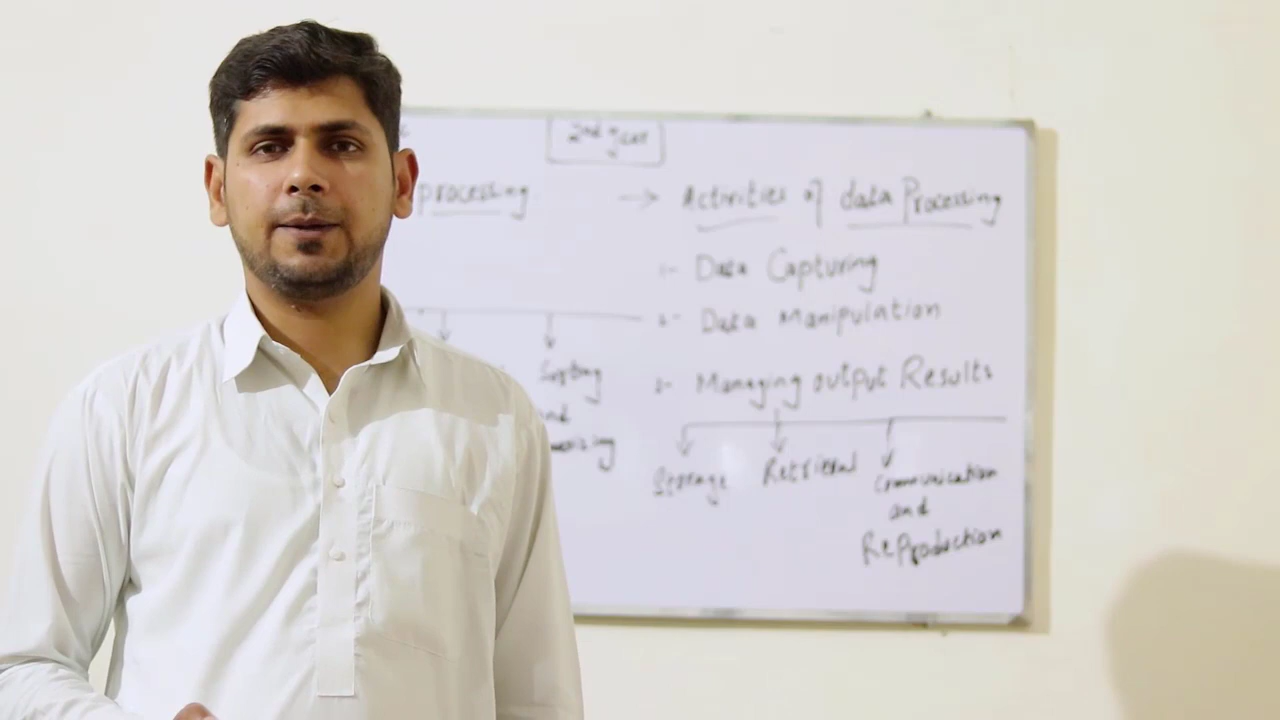 2nd year
processing → Activities of data Processing
1- Data Capturing
2- Data Manipulation
3- Managing output Results
Sorting
and
Storage Retrieval Communication
and
ReProduction